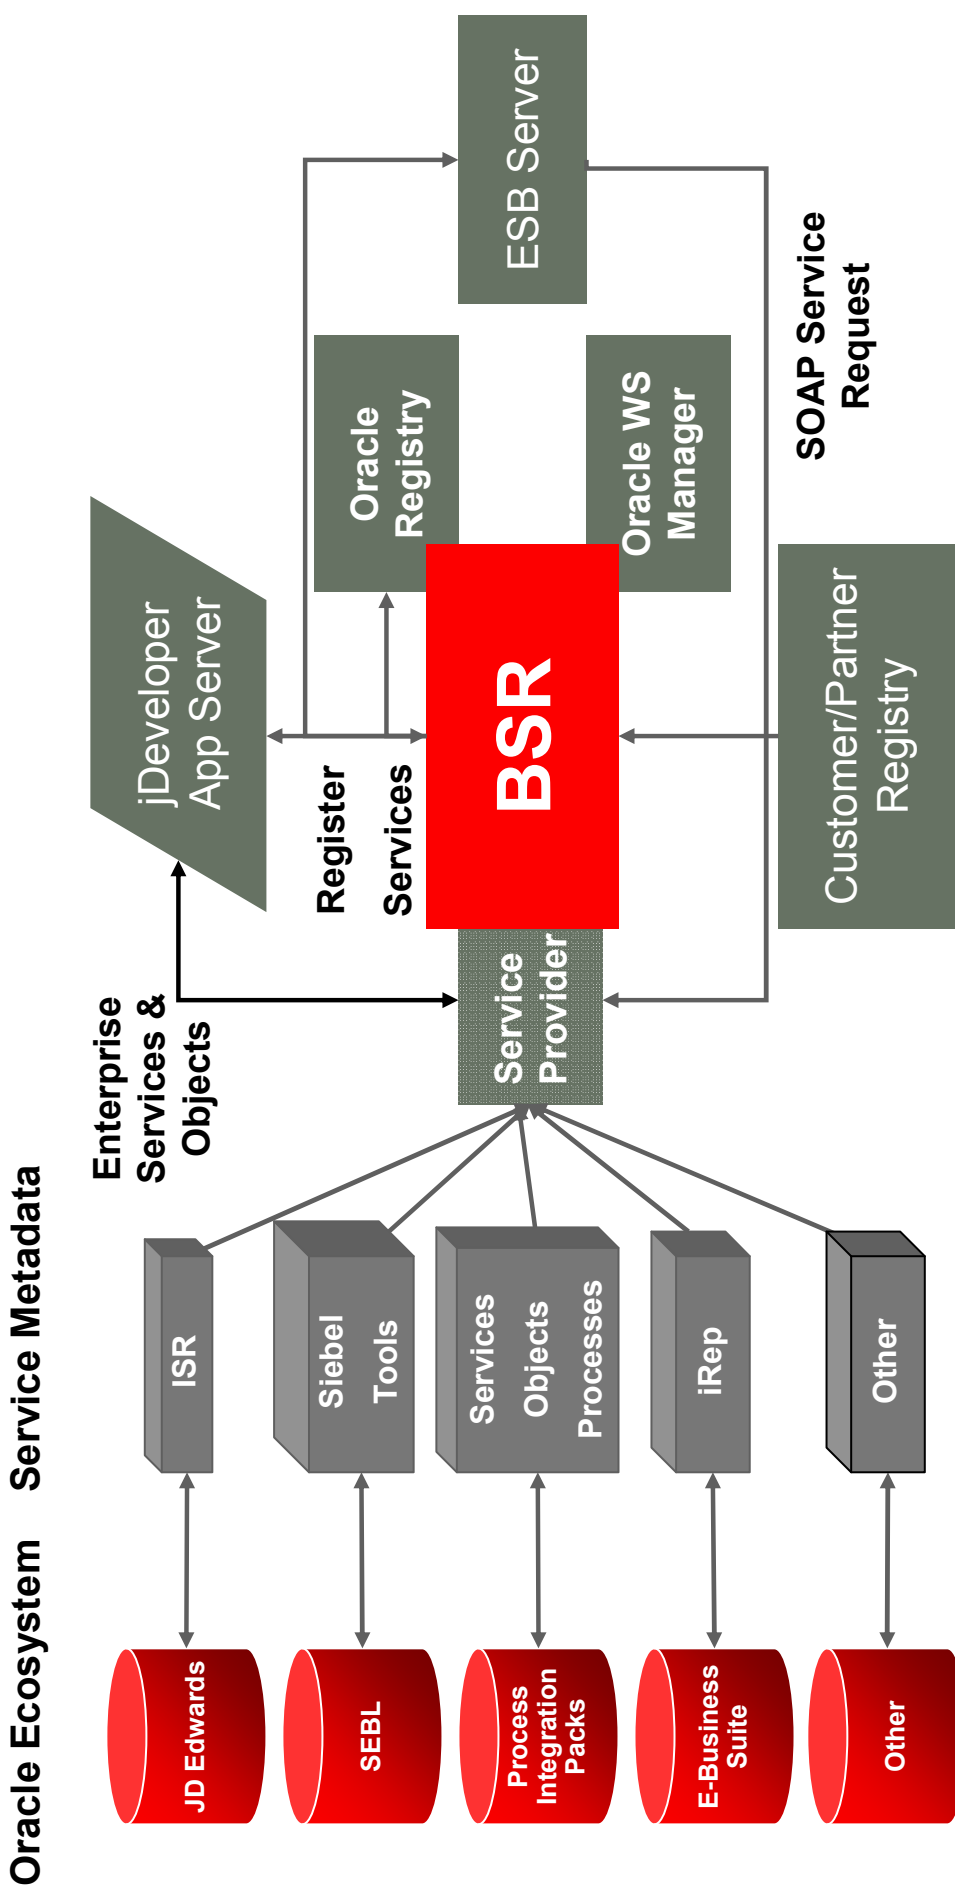 Oracle Ecosystem
Service Metadata
JD Edwards
SEBL
Process
Integration
Packs
E-Business
Suite
Other
ISR
Siebel
Tools
Services
Objects
Processes
iRep
Other
Enterprise
Services &
Objects
Service
Provider
jDeveloper
App Server
Register
Services
BSR
Oracle
Registry
Oracle WS
Manager
Customer/Partner
Registry
ESB Server
SOAP Service
Request